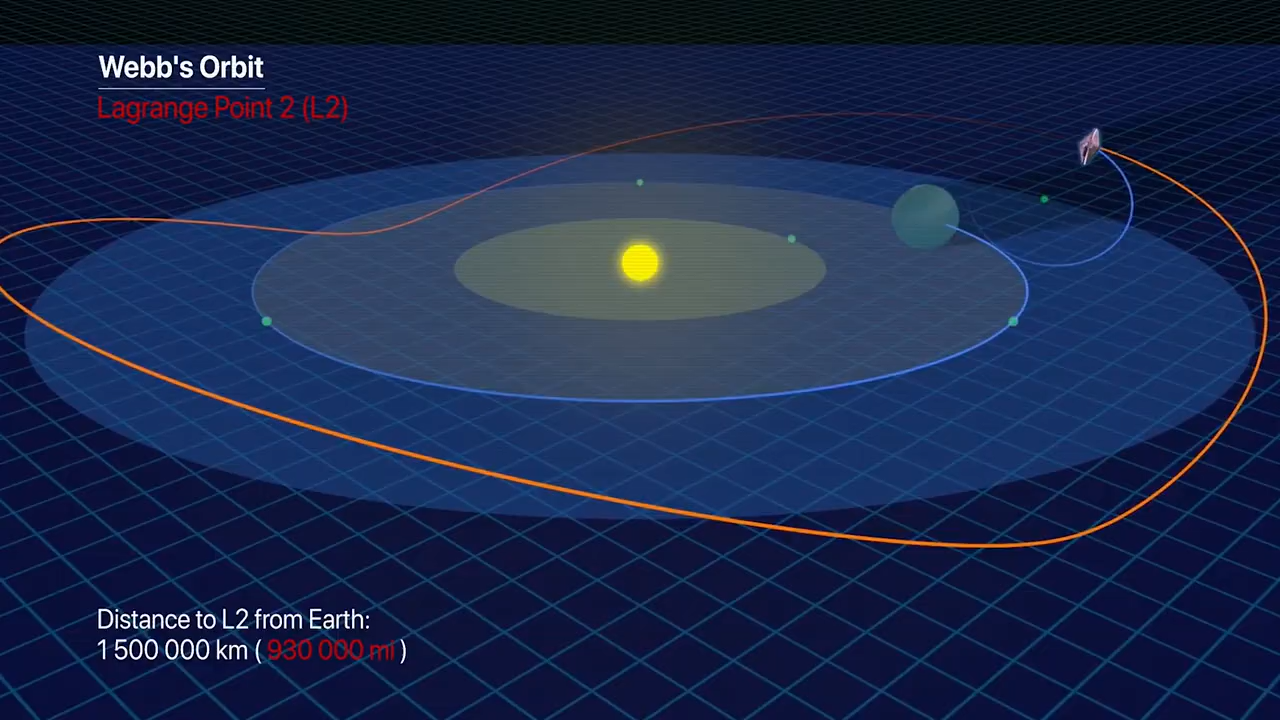 Webb's Orbit
Lagrange Point 2 (L2)
Distance to L2 from Earth:
1 500 000 km ( 930 000 mi )